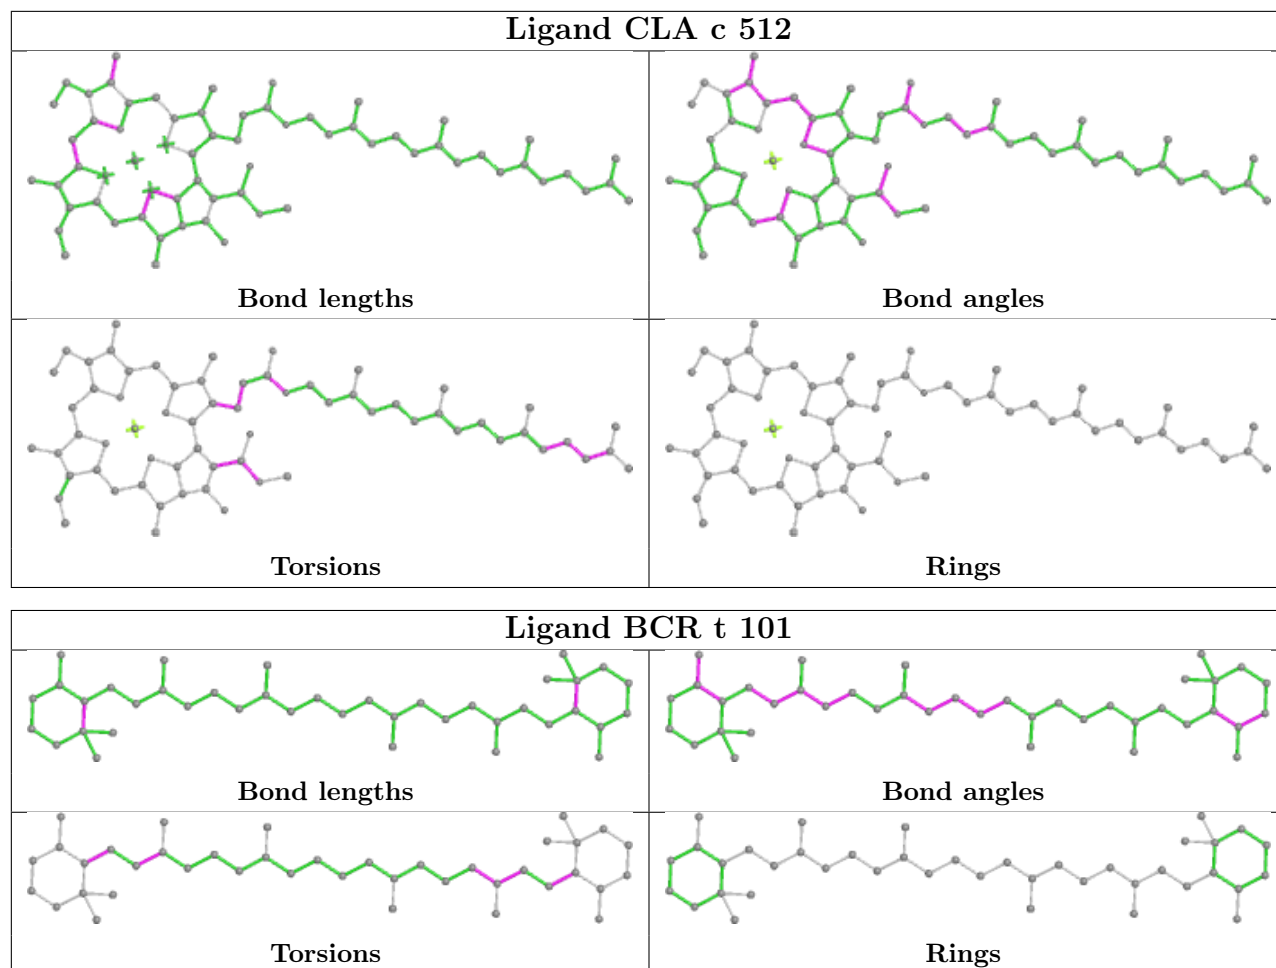 Ligand CLA c 512
Bond lengths
Bond angles
Torsions
Rings
Ligand BCR t 101
Bond lengths
Bond angles
Torsions
Rings